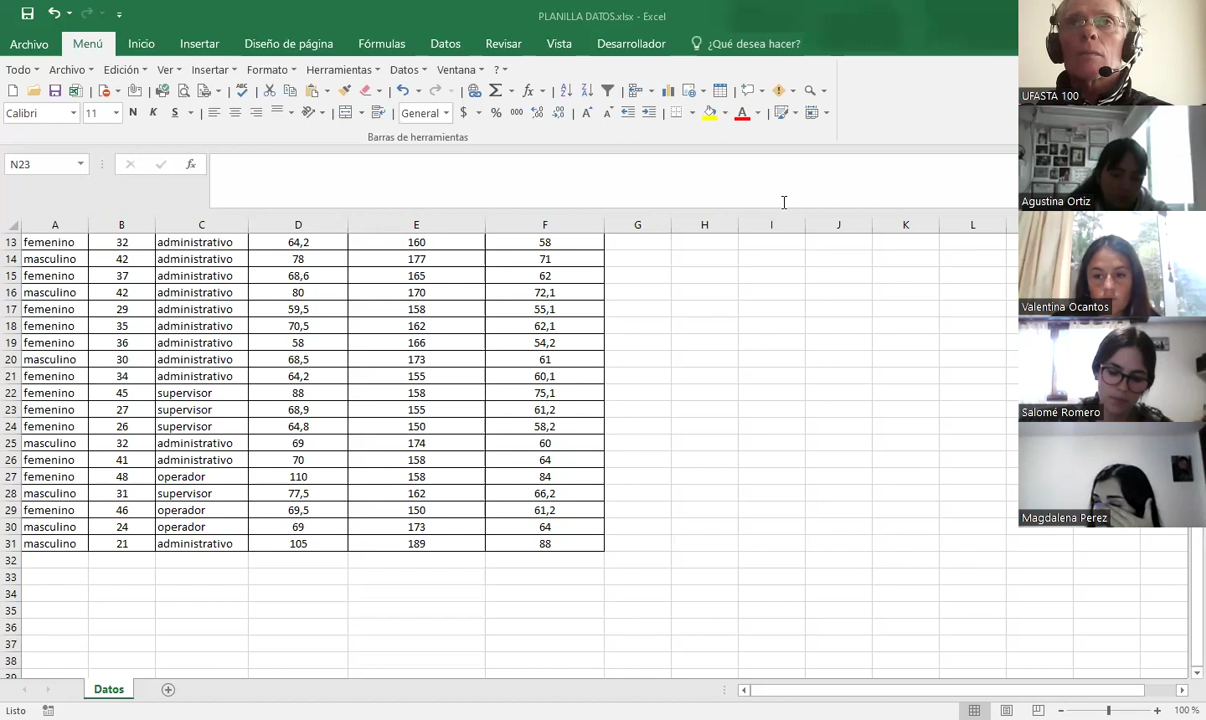 PLANILLA DATOS.xlsx - Excel
Archivo Menú Inicio Insertar Diseño de página Fórmulas Datos Revisar Vista Desarrollador ¿Qué desea hacer?
Todo Archivo Edición Ver Insertar Formato Herramientas Datos Ventana ?
Calibri 11 N K S General $ % 000
Barras de herramientas
N23 fx
A B C D E F G H I J K L
13 femenino 32 administrativo 64,2 160 58
14 masculino 42 administrativo 78 177 71
15 femenino 37 administrativo 68,6 165 62
16 masculino 42 administrativo 80 170 72,1
17 femenino 29 administrativo 59,5 158 55,1
18 femenino 35 administrativo 70,5 162 62,1
19 femenino 36 administrativo 58 166 54,2
20 masculino 30 administrativo 68,5 173 61
21 femenino 34 administrativo 64,2 155 60,1
22 femenino 45 supervisor 88 158 75,1
23 femenino 27 supervisor 68,9 155 61,2
24 femenino 26 supervisor 64,8 150 58,2
25 masculino 32 administrativo 69 174 60
26 femenino 41 administrativo 70 158 64
27 femenino 48 operador 110 158 84
28 masculino 31 supervisor 77,5 162 66,2
29 femenino 46 operador 69,5 150 61,2
30 masculino 24 operador 69 173 64
31 masculino 21 administrativo 105 189 88
32
33
34
35
36
37
38
39
Datos
Listo 100 %
UFASTA 100
Agustina Ortiz
Valentina Ocantos
Salomé Romero
Magdalena Perez